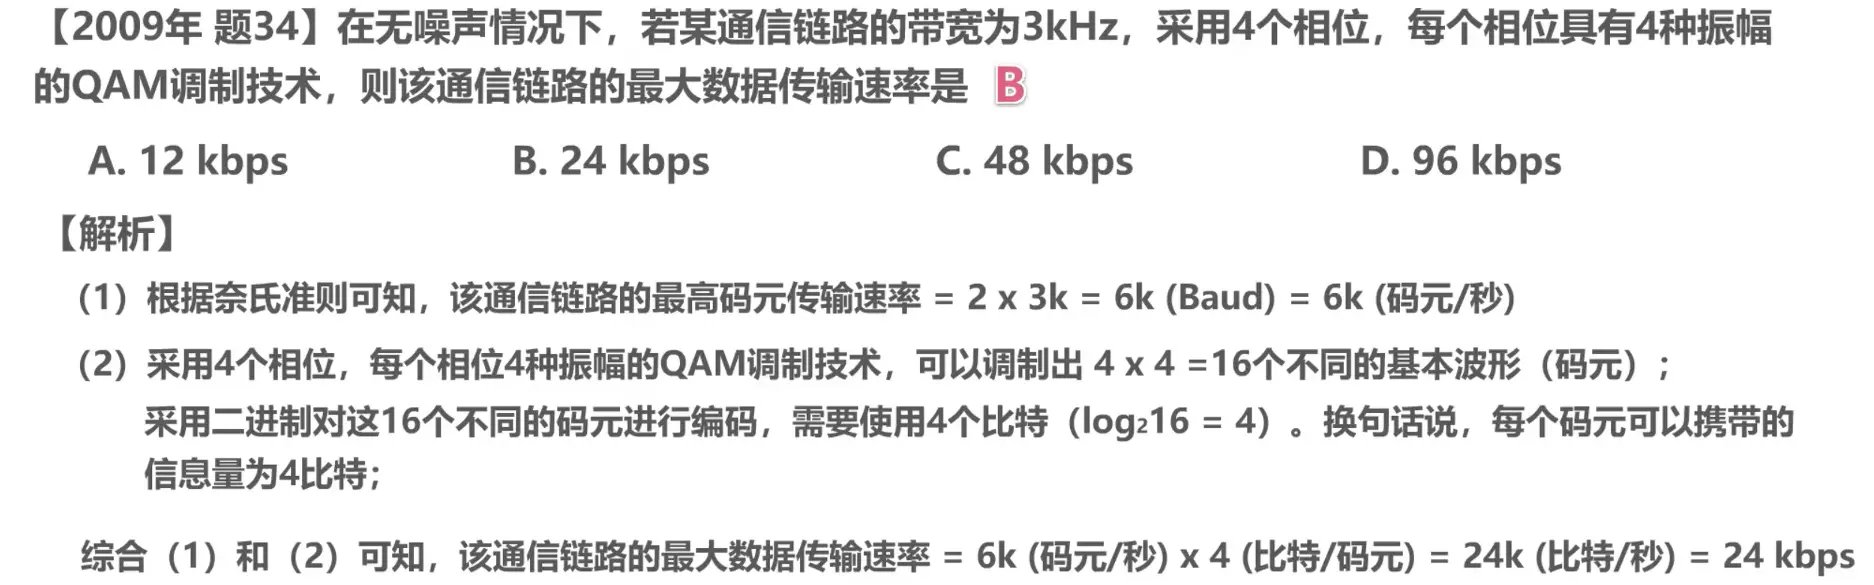 【2009年 题34】在无噪声情况下，若某通信链路的带宽为3kHz，采用4个相位，每个相位具有4种振幅
的QAM调制技术，则该通信链路的最大数据传输速率是 B
A. 12 kbps B. 24 kbps C. 48 kbps D. 96 kbps
【解析】
（1）根据奈氏准则可知，该通信链路的最高码元传输速率 = 2 x 3k = 6k (Baud) = 6k (码元/秒)
（2）采用4个相位，每个相位4种振幅的QAM调制技术，可以调制出 4 x 4 =16个不同的基本波形（码元）；
采用二进制对这16个不同的码元进行编码，需要使用4个比特（log₂16 = 4）。换句话说，每个码元可以携带的
信息量为4比特；
综合（1）和（2）可知，该通信链路的最大数据传输速率 = 6k (码元/秒) x 4 (比特/码元) = 24k (比特/秒) = 24 kbps